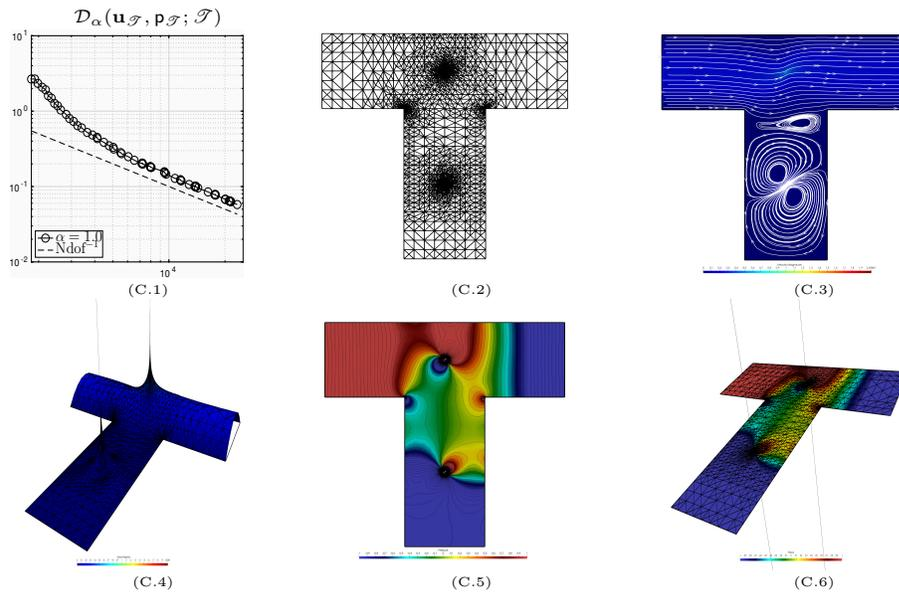 𝒟α(𝐮𝒯, 𝗉𝒯; 𝒯)
10^1
10^0
10^-1
10^-2
10^4
α = 1.0
Ndof^-1
(C.1)
(C.2)
(C.3)
(C.4)
(C.5)
(C.6)